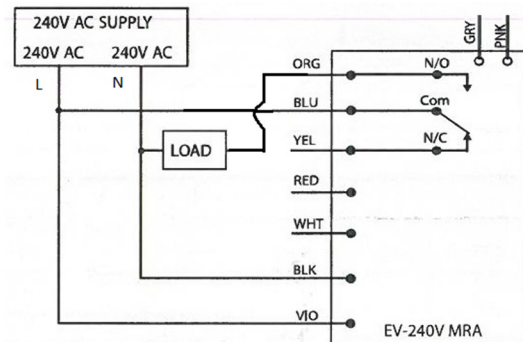 240V AC SUPPLY
240V AC 240V AC
L N
GRY
PNK
ORG
N/O
BLU
Com
YEL
N/C
LOAD
RED
WHT
BLK
VIO
EV-240V MRA